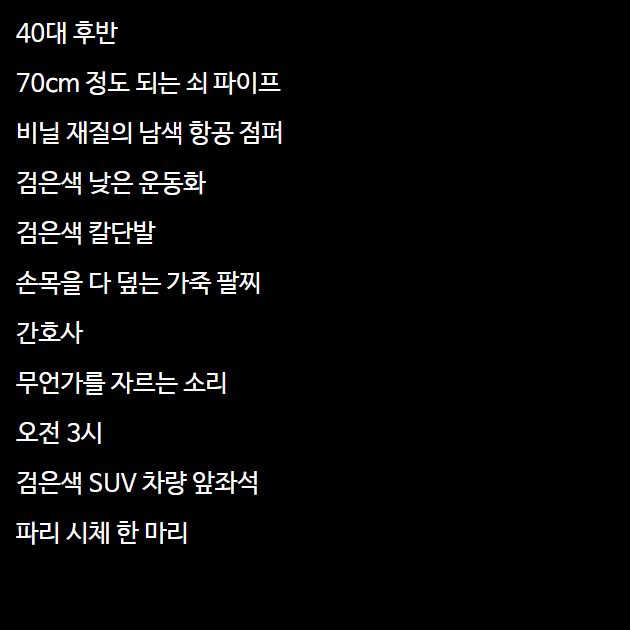 40대 후반
70cm 정도 되는 쇠 파이프
비닐 재질의 남색 항공 점퍼
검은색 낮은 운동화
검은색 칼단발
손목을 다 덮는 가죽 팔찌
간호사
무언가를 자르는 소리
오전 3시
검은색 SUV 차량 앞좌석
파리 시체 한 마리